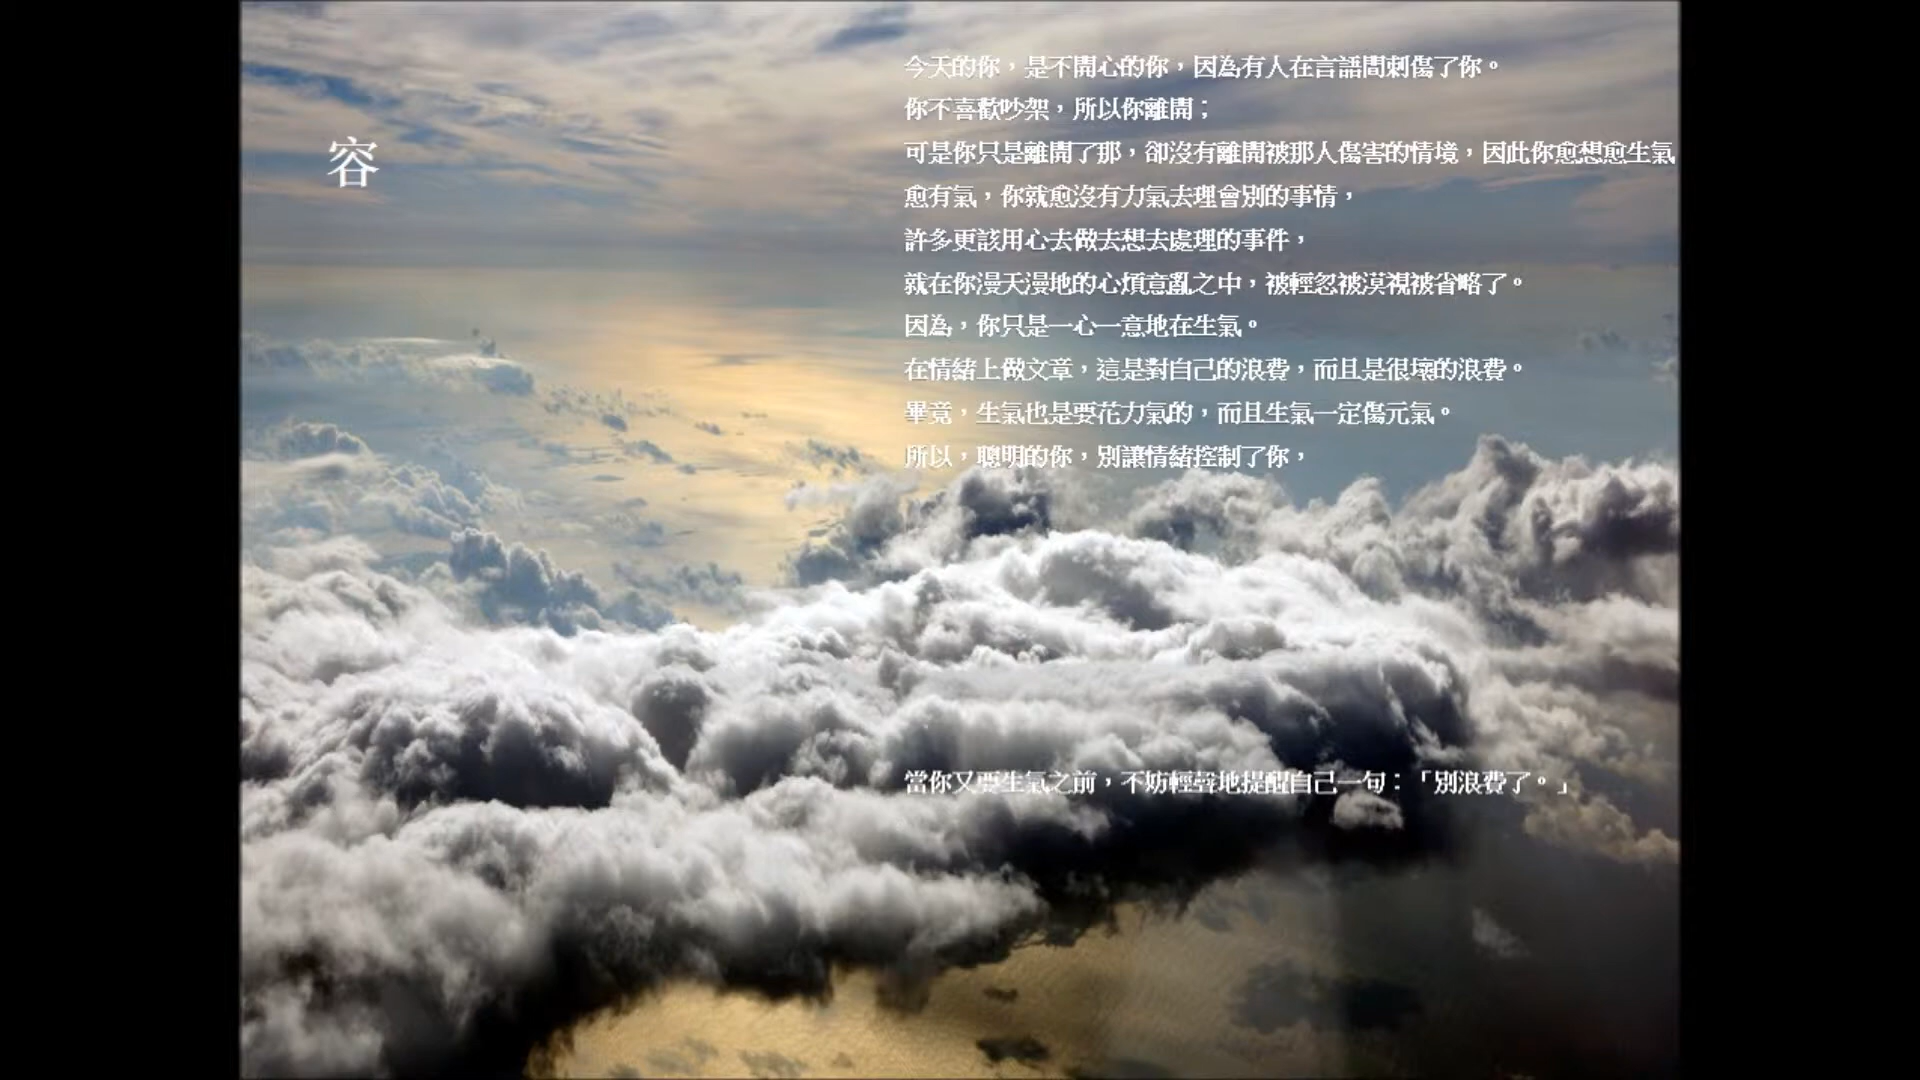 容
今天的你，是不開心的你，因為有人在言語間刺傷了你。
你不喜歡吵架，所以你離開；
可是你只是離開了那，卻沒有離開被那人傷害的情境，因此你愈想愈生氣
愈有氣，你就愈沒有力氣去理會別的事情，
許多更該用心去做去想去處理的事件，
就在你漫天漫地的心煩意亂之中，被輕忽被漠視被省略了。
因為，你只是一心一意地在生氣。
在情緒上做文章，這是對自己的浪費，而且是很壞的浪費。
畢竟，生氣也是要花力氣的，而且生氣一定傷元氣。
所以，聰明的你，別讓情緒控制了你，
當你又要生氣之前，不妨輕聲地提醒自己一句：「別浪費了。」